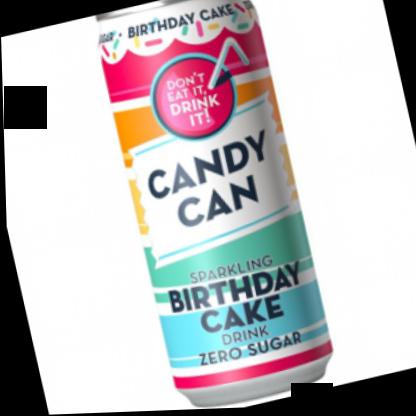 • BIRTHDAY CAKE •
DON'T
EAT IT,
DRINK
IT!
CANDY
CAN
SPARKLING
BIRTHDAY
CAKE
DRINK
ZERO SUGAR